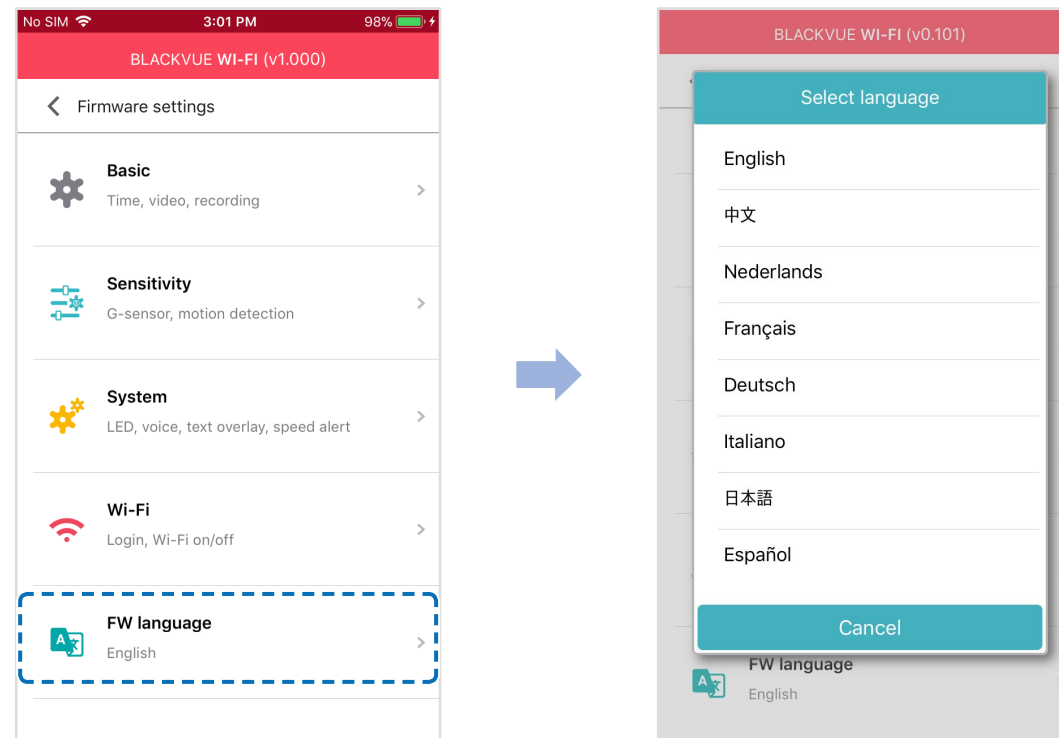 No SIM 3:01 PM 98%
BLACKVUE WI-FI (v1.000)
Firmware settings
Basic
Time, video, recording
Sensitivity
G-sensor, motion detection
System
LED, voice, text overlay, speed alert
Wi-Fi
Login, Wi-Fi on/off
A 文
FW language
English
BLACKVUE WI-FI (v0.101)
Select language
English
中文
Nederlands
Français
Deutsch
Italiano
日本語
Español
Cancel
A 文
FW language
English